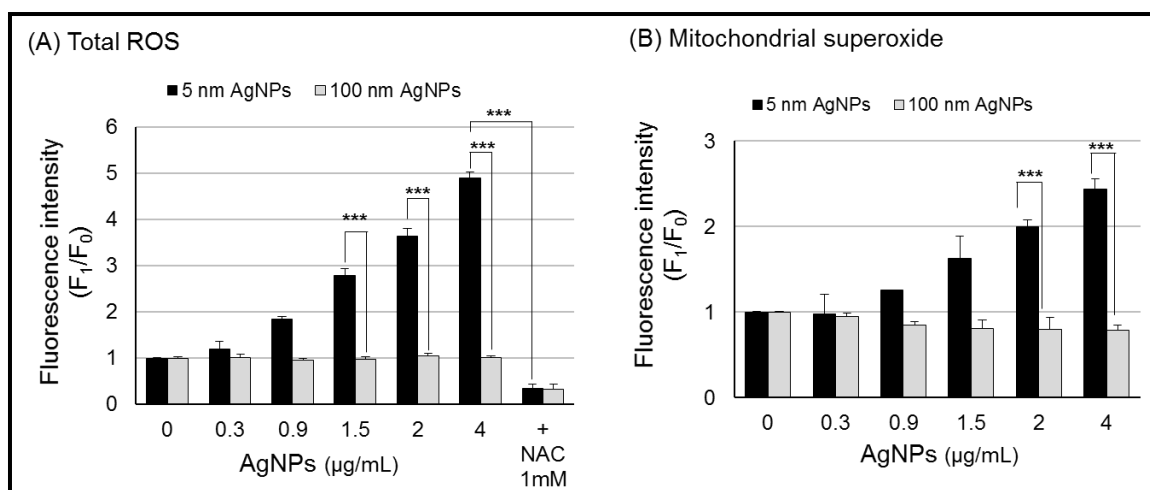 (A) Total ROS
5 nm AgNPs 100 nm AgNPs
Fluorescence intensity
(F₁/F₀)
6
5
4
3
2
1
0
***
***
***
***
0 0.3 0.9 1.5 2 4 +
NAC
1mM
AgNPs (µg/mL)
(B) Mitochondrial superoxide
5 nm AgNPs 100 nm AgNPs
Fluorescence intensity
(F₁/F₀)
3
2
1
0
***
***
0 0.3 0.9 1.5 2 4
AgNPs (µg/mL)